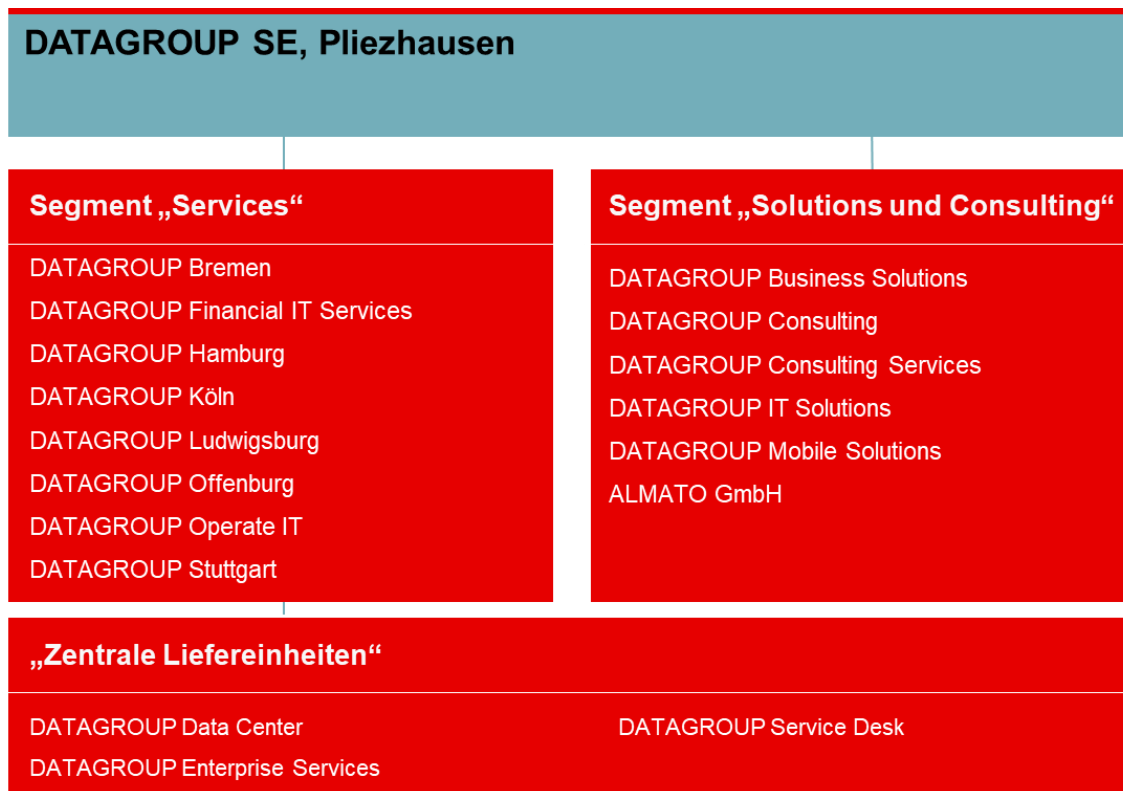 DATAGROUP SE, Pliezhausen
Segment „Services“
DATAGROUP Bremen
DATAGROUP Financial IT Services
DATAGROUP Hamburg
DATAGROUP Köln
DATAGROUP Ludwigsburg
DATAGROUP Offenburg
DATAGROUP Operate IT
DATAGROUP Stuttgart
Segment „Solutions und Consulting“
DATAGROUP Business Solutions
DATAGROUP Consulting
DATAGROUP Consulting Services
DATAGROUP IT Solutions
DATAGROUP Mobile Solutions
ALMATO GmbH
„Zentrale Liefereinheiten“
DATAGROUP Data Center
DATAGROUP Enterprise Services
DATAGROUP Service Desk